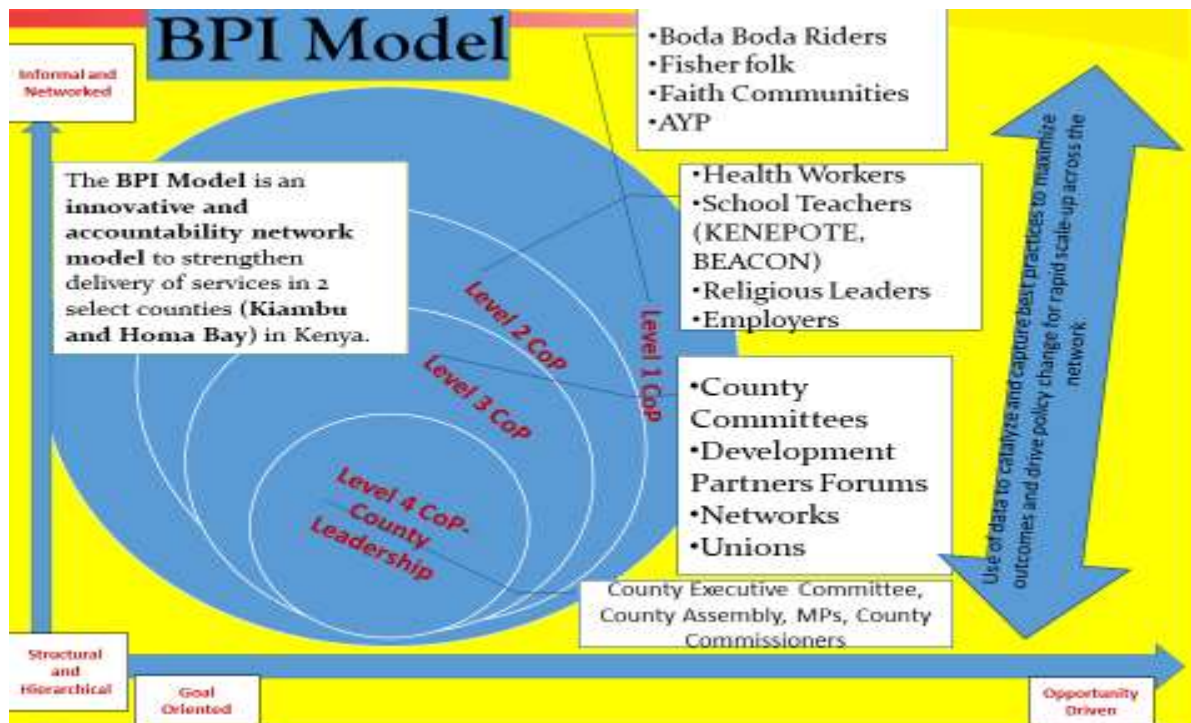 BPI Model
Informal and
Networked
The BPI Model is an
innovative and
accountability network
model to strengthen
delivery of services in 2
select counties (Kiambu
and Homa Bay) in Kenya.
Level 1 CoP
Level 2 CoP
Level 3 CoP
Level 4 CoP-
County
Leadership
•Boda Boda Riders
•Fisher folk
•Faith Communities
•AYP
•Health Workers
•School Teachers
(KENEPOTE,
BEACON)
•Religious Leaders
•Employers
•County
Committees
•Development
Partners Forums
•Networks
•Unions
County Executive Committee,
County Assembly, MPs, County
Commissioners
Use of data to catalyze and capture best practices to maximize
outcomes and drive policy change for rapid scale-up across the
network
Structural
and
Hierarchical
Goal
Oriented
Opportunity
Driven